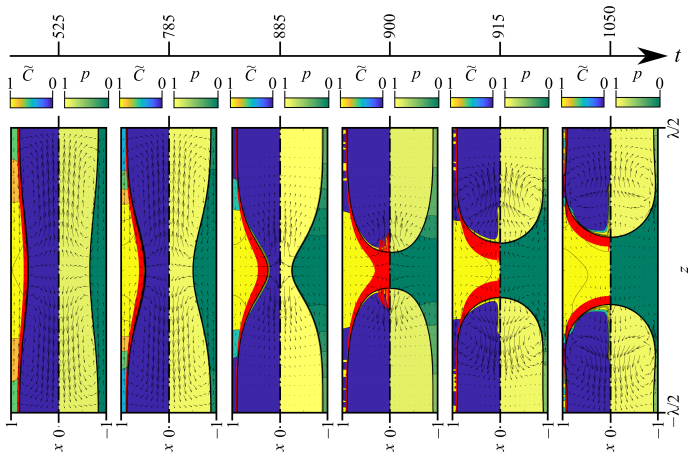 525 785 885 900 915 1050
t
C̃ p C̃ p C̃ p C̃ p C̃ p C̃ p
1 0 1 0 1 0 1 0 1 0 1 0 1 0 1 0 1 0 1 0 1 0 1 0
λ/2
z
−λ/2
1 x 0 −1 1 x 0 −1 1 x 0 −1 1 x 0 −1 1 x 0 −1 1 x 0 −1